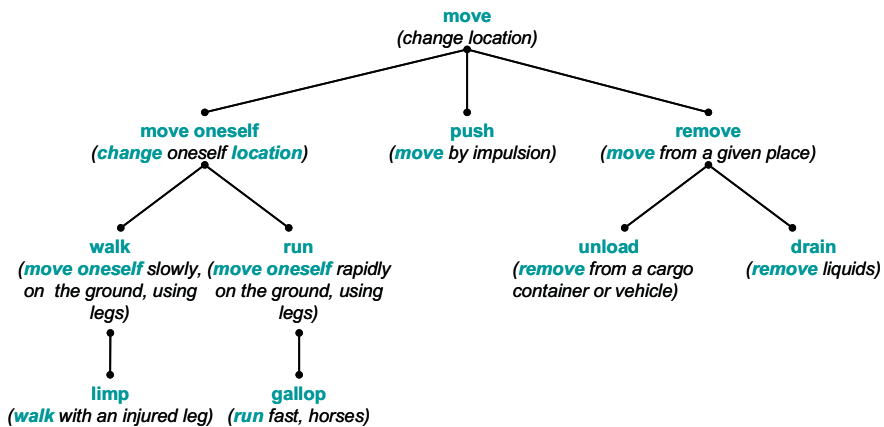 move
(change location)
move oneself
(change oneself location)
push
(move by impulsion)
remove
(move from a given place)
walk
(move oneself slowly,
on the ground, using
legs)
run
(move oneself rapidly
on the ground, using
legs)
unload
(remove from a cargo
container or vehicle)
drain
(remove liquids)
limp
(walk with an injured leg)
gallop
(run fast, horses)